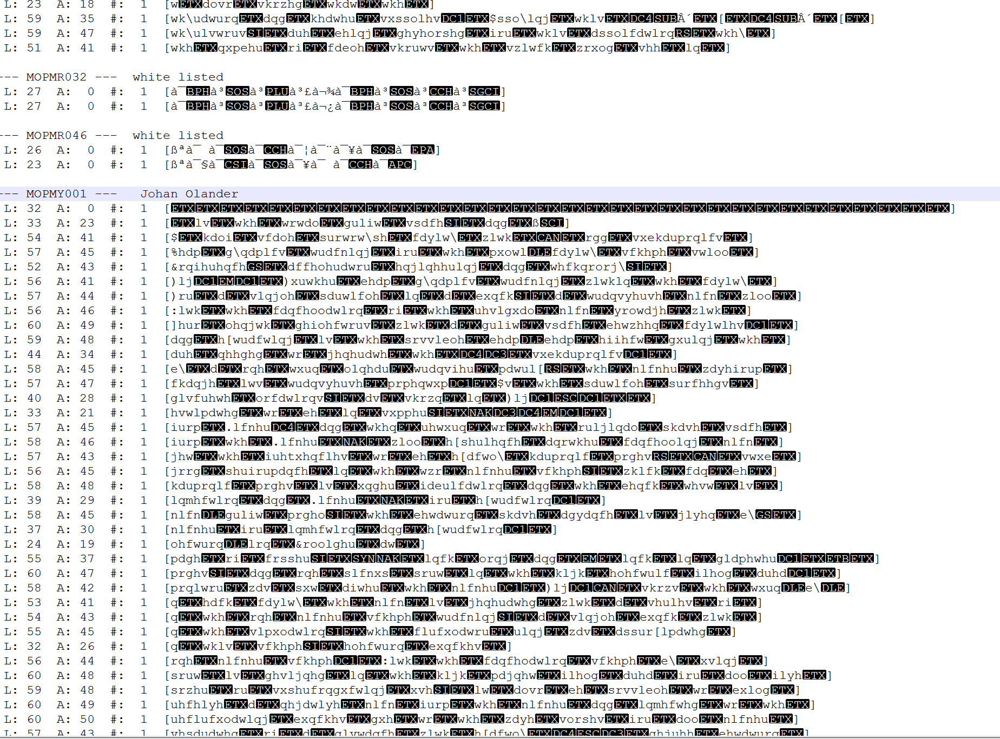 L: 23 A: 18 #: 1 [wETXdovrETXvkrzhgETXwkdwETXwkhETX]
L: 59 A: 35 #: 1 [wk\udwurqETXdqgETXkhdwhuETXvxssolhvDC1ETX$sso\lqjETXwklvETXDC4SUBÂ´ETX[ETXDC4SUBÂ´ETX[ETX]
L: 59 A: 47 #: 1 [wk\ulvwruvSIETXduhETXehlqjETXghyhorshgETXiruETXwklvETXdssolfdwlrqRSETXwkh\ETX]
L: 51 A: 41 #: 1 [wkhETXqxpehuETXriETXfdeohETXvkruwvETXwkhETXvzlwfkETXzrxogETXvhhETXlqETX]
--- MOPMR032 --- white listed
L: 27 A: 0 #: 1 [à¯BPHà³SOSà³PLUà³£à¬¾à¯BPHà³SOSà³CCHà³SGCI]
L: 27 A: 0 #: 1 [à¯BPHà³SOSà³PLUà³£à¬¿à¯BPHà³SOSà³CCHà³SGCI]
--- MOPMR046 --- white listed
L: 26 A: 0 #: 1 [ßªà¯ à¯SOSà¯CCHà¯¦à¯¨à¯¥à¯SOSà¯EPA]
L: 23 A: 0 #: 1 [ßªà¯§à¯CSIà¯SOSà¯¥à¯ à¯CCHà¯APC]
--- MOPMY001 --- Johan Olander
L: 32 A: 0 #: 1 [ETXETXETXETXETXETXETXETXETXETXETXETXETXETXETXETXETXETXETXETXETXETXETXETXETXETXETXETXETXETXETXETX]
L: 33 A: 23 #: 1 [ETXlvETXwkhETXwrwdoETXguliwETXvsdfhSIETXdqgETXßSCI]
L: 54 A: 41 #: 1 [$ETXkdoiETXvfdohETXsurwrw\shETXfdylw\ETXzlwkETXCANETXrggETXvxekduprqlfvETX]
L: 57 A: 45 #: 1 [%hdpETXg\qdplfvETXwudfnlqjETXiruETXwkhETXpxowlDLEfdylw\ETXvfkhphETXvwlooETX]
L: 52 A: 43 #: 1 [&rqihuhqfhGSETXdffhohudwruETXhqjlqhhulqjETXdqgETXwhfkqrorj\SIETX]
L: 56 A: 41 #: 1 [)ljDC1EMDC1ETX)xuwkhuETXehdpETXg\qdplfvETXwudfnlqjETXzlwklqETXwkhETXfdylw\ETX]
L: 57 A: 44 #: 1 [)ruETXdETXvlqjohETXsduwlfohETXlqETXdETXexqfkSIETXdETXwudqvyhuvhETXnlfnETXzlooETX]
L: 56 A: 46 #: 1 [:lwkETXwkhETXfdqfhoodwlrqETXriETXwkhETXuhvlgxdoETXnlfnETXyrowdjhETXzlwkETX]
L: 60 A: 49 #: 1 []hurETXohqjwkETXghiohfwruvETXzlwkETXdETXguliwETXvsdfhETXehwzhhqETXfdylwlhvDC1ETX]
L: 59 A: 48 #: 1 [dqgETXh[wudfwlqjETXlvETXwkhETXsrvvleohETXehdpDLEehdpETXhiihfwETXgxulqjETXwkhETX]
L: 44 A: 34 #: 1 [duhETXqhhghgETXwrETXjhqhudwhETXwkhETXDC4DC3ETXvxekduprqlfvDC1ETX]
L: 58 A: 45 #: 1 [e\ETXdETXrqhETXwxuqETXolqhduETXwudqvihuETXpdwul[RSETXwkhETXnlfnhuETXzdyhirupETX]
L: 57 A: 47 #: 1 [fkdqjhETXlwvETXwudqvyhuvhETXprphqwxpDC1ETX$vETXwkhETXsduwlfohETXsurfhhgvETX]
L: 40 A: 28 #: 1 [glvfuhwhETXorfdwlrqvSIETXdvETXvkrzqETXlqETX)ljDC1ESCDC1ETXETX]
L: 33 A: 21 #: 1 [hvwlpdwhgETXwrETXehETXlqETXvxpphuSIETXNAKDC3DC4EMDC1ETX]
L: 57 A: 45 #: 1 [iurpETX.lfnhuDC4ETXdqgETXwkhqETXuhwxuqETXwrETXwkhETXruljlqdoETXskdvhETXvsdfhETX]
L: 58 A: 46 #: 1 [iurpETXwkhETX.lfnhuETXNAKETXzlooETXh[shulhqfhETXdqrwkhuETXfdqfhoolqjETXnlfnETX]
L: 57 A: 43 #: 1 [jhwETXwkhETXiuhtxhqflhvETXwrETXehETXh[dfwo\ETXkduprqlfETXprghvRSETXCANETXvwxeETX]
L: 56 A: 45 #: 1 [jrrgETXshuirupdqfhETXlqETXwkhETXwzrETXnlfnhuETXvfkhphSIETXzklfkETXfdqETXehETX]
L: 58 A: 48 #: 1 [kduprqlfETXprghvETXlvETXxqghuETXideulfdwlrqETXdqgETXwkhETXehqfkETXwhvwETXlvETX]
L: 39 A: 29 #: 1 [lqmhfwlrqETXdqgETX.lfnhuETXNAKETXiruETXh[wudfwlrqDC1ETX]
L: 58 A: 45 #: 1 [nlfnDLEguliwETXprghoSIETXwkhETXehwdwurqETXskdvhETXdgydqfhETXlvETXjlyhqETXe\GSETX]
L: 37 A: 30 #: 1 [nlfnhuETXiruETXlqmhfwlrqETXdqgETXh[wudfwlrqDC1ETX]
L: 24 A: 19 #: 1 [ohfwurqDLElrqETX&roolghuETXdwETX]
L: 55 A: 37 #: 1 [pdghETXriETXfrsshuSIETXSYNNAKETXlqfkETXorqjETXdqgETXEMETXlqfkETXlqETXgldphwhuDC1ETXETBETX]
L: 60 A: 47 #: 1 [prghvSIETXdqgETXrqhETXslfnxsETXsruwETXlqETXwkhETXkljkETXhohfwulfETXilhogETXduhdDC1ETX]
L: 58 A: 42 #: 1 [prqlwruETXzdvETXsxwETXdiwhuETXwkhETXnlfnhuDC1ETX)ljDC1CANETXvkrzvETXwkhETXwxuqDLEe\DLE]
L: 53 A: 41 #: 1 [qETXhdfkETXfdylw\ETXwkhETXnlfnETXlvETXjhqhudwhgETXzlwkETXdETXvhulhvETXriETX]
L: 54 A: 43 #: 1 [qETXwkhETXrqhETXnlfnhuETXvfkhphETXwudfnlqjSIETXdETXvlqjohETXexqfkETXzlwkETX]
L: 55 A: 45 #: 1 [qETXwkhETXvlpxodwlrqSIETXwkhETXflufxodwruETXulqjETXzdvETXdssur[lpdwhgETX]
L: 32 A: 26 #: 1 [qETXwklvETXvfkhphSIETXhohfwurqETXexqfkhvETX]
L: 56 A: 44 #: 1 [rqhETXnlfnhuETXvfkhphDC1ETX:lwkETXwkhETXfdqfhodwlrqETXvfkhphETXe\ETXxvlqjETX]
L: 60 A: 48 #: 1 [sruwETXlvETXghvljqhgETXlqETXwkhETXkljkETXpdjqhwETXilhogETXduhdETXiruETXdooETXilyhETX]
L: 59 A: 48 #: 1 [srzhuETXruETXvxshufrqgxfwlqjETXxvhSIETXlwETXdovrETXehETXsrvvleohETXwrETXexlogETX]
L: 60 A: 49 #: 1 [uhfhlyhETXdETXqhjdwlyhETXnlfnETXiurpETXwkhETXnlfnhuETXdqgETXlqmhfwhgETXwrETXwkhETX]
L: 60 A: 50 #: 1 [uhflufxodwlqjETXexqfkhvETXgxhETXwrETXwkhETXzdyhETXvorshvETXiruETXdooETXnlfnhuETX]
L: 57 A: 43 #: 1 [vhsdudwhgETXriETXdETXglvwdqfhETXzlwkETXh[dfwo\ETXDC4ESCDC3ETXghjuhhETXehwdwurqETX]